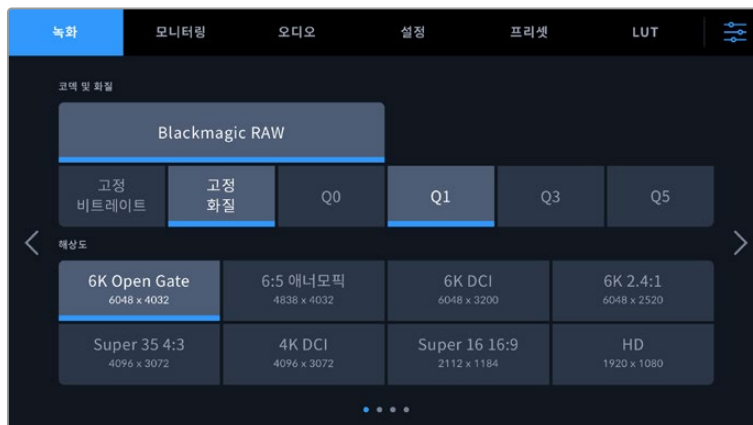 녹화 모니터링 오디오 설정 프리셋 LUT
코덱 및 화질
Blackmagic RAW
고정 비트레이트
고정 화질
Q0 Q1 Q3 Q5
해상도
6K Open Gate
6048 x 4032
6:5 애너모픽
4838 x 4032
6K DCI
6048 x 3200
6K 2.4:1
6048 x 2520
Super 35 4:3
4096 x 3072
4K DCI
4096 x 3072
Super 16 16:9
2112 x 1184
HD
1920 x 1080